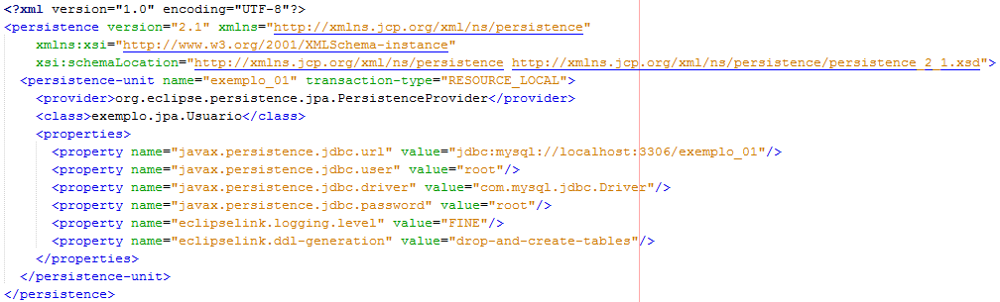 <?xml version="1.0" encoding="UTF-8"?>
<persistence version="2.1" xmlns="http://xmlns.jcp.org/xml/ns/persistence"
xmlns:xsi="http://www.w3.org/2001/XMLSchema-instance"
xsi:schemaLocation="http://xmlns.jcp.org/xml/ns/persistence http://xmlns.jcp.org/xml/ns/persistence/persistence_2_1.xsd">
<persistence-unit name="exemplo_01" transaction-type="RESOURCE_LOCAL">
<provider>org.eclipse.persistence.jpa.PersistenceProvider</provider>
<class>exemplo.jpa.Usuario</class>
<properties>
<property name="javax.persistence.jdbc.url" value="jdbc:mysql://localhost:3306/exemplo_01"/>
<property name="javax.persistence.jdbc.user" value="root"/>
<property name="javax.persistence.jdbc.driver" value="com.mysql.jdbc.Driver"/>
<property name="javax.persistence.jdbc.password" value="root"/>
<property name="eclipselink.logging.level" value="FINE"/>
<property name="eclipselink.ddl-generation" value="drop-and-create-tables"/>
</properties>
</persistence-unit>
</persistence>